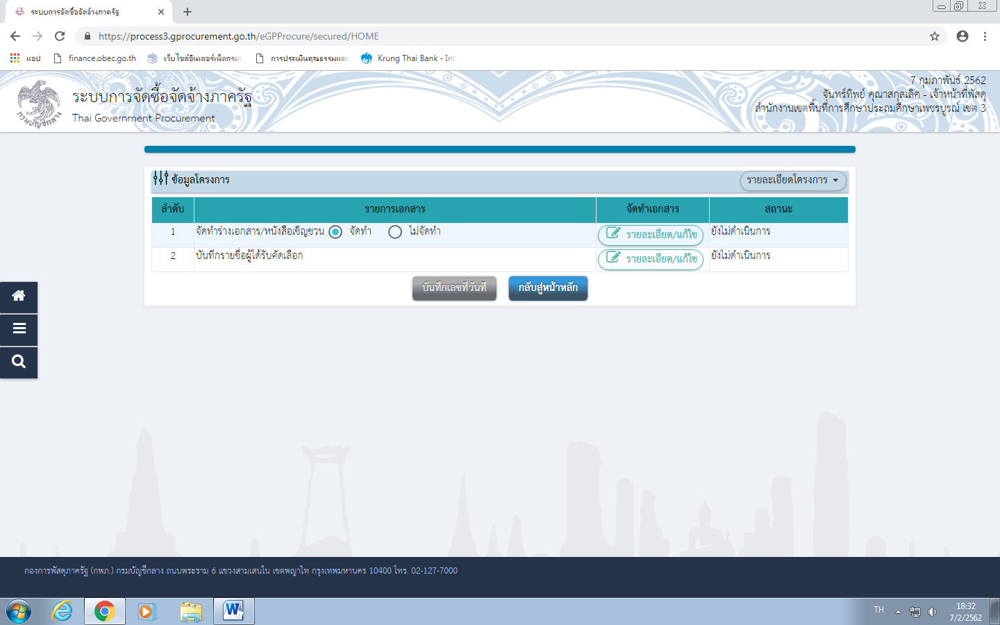 ระบบการจัดซื้อจัดจ้างภาครัฐ
https://process3.gprocurement.go.th/eGPProcure/secured/HOME
แอป finance.obec.go.th เว็บไซต์อินเตอร์เน็ตกรมบ การประเมินคุณธรรมและ Krung Thai Bank - Int
ระบบการจัดซื้อจัดจ้างภาครัฐ
Thai Government Procurement
กรมบัญชีกลาง
7 กุมภาพันธ์ 2562
จันทร์ทิพย์ คุณาสกุลเลิศ - เจ้าหน้าที่พัสดุ
สำนักงานเขตพื้นที่การศึกษาประถมศึกษาเพชรบูรณ์ เขต 3
ข้อมูลโครงการ รายละเอียดโครงการ
ลำดับ รายการเอกสาร จัดทำเอกสาร สถานะ
1 จัดทำร่างเอกสาร/หนังสือเชิญชวน จัดทำ ไม่จัดทำ รายละเอียด/แก้ไข ยังไม่ดำเนินการ
2 บันทึกรายชื่อผู้ได้รับคัดเลือก รายละเอียด/แก้ไข ยังไม่ดำเนินการ
บันทึกเลขที่วันที่ กลับสู่หน้าหลัก
กองการพัสดุภาครัฐ (กพภ.) กรมบัญชีกลาง ถนนพระราม 6 แขวงสามเสนใน เขตพญาไท กรุงเทพมหานคร 10400 โทร. 02-127-7000
TH 18:32
7/2/2562